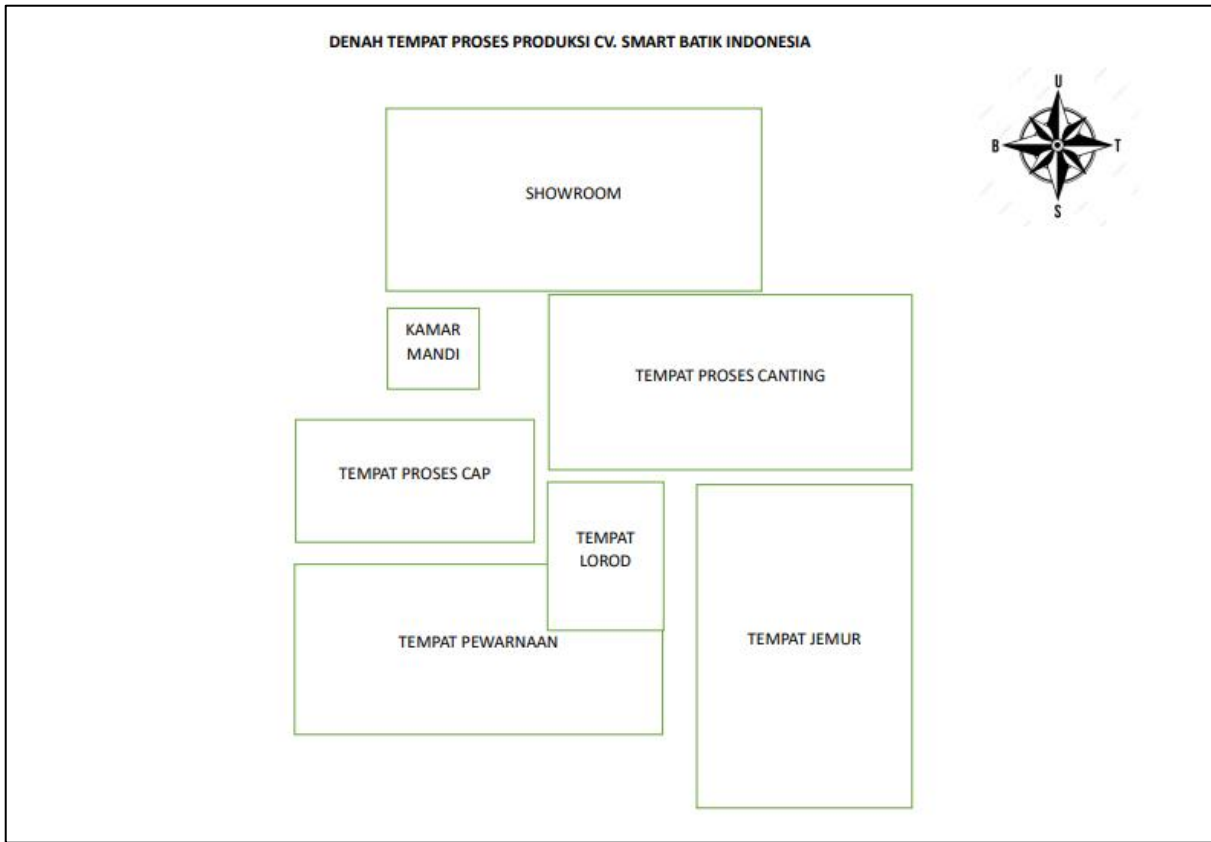 DENAH TEMPAT PROSES PRODUKSI CV. SMART BATIK INDONESIA
U
B
T
S
SHOWROOM
KAMAR
MANDI
TEMPAT PROSES CANTING
TEMPAT PROSES CAP
TEMPAT
LOROD
TEMPAT PEWARNAAN
TEMPAT JEMUR